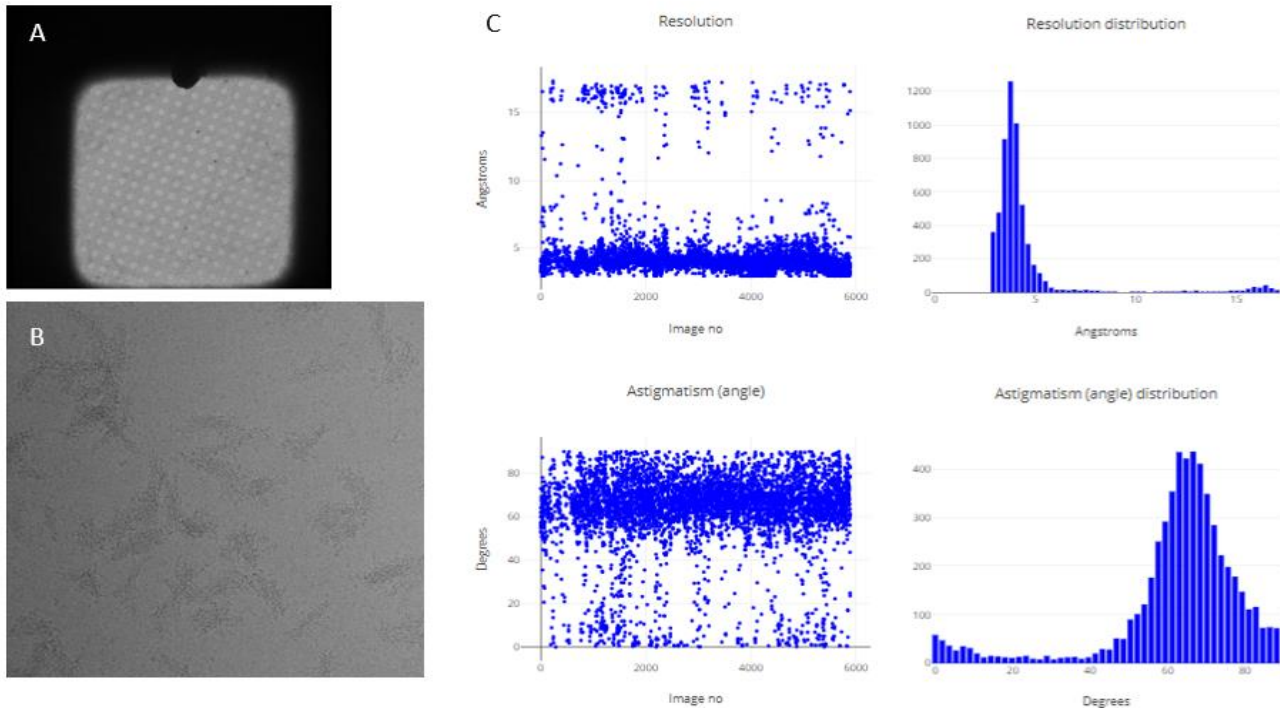 A
B
C
Resolution
Angstroms
15
10
5
0
2000
4000
6000
Image no
Resolution distribution
1200
1000
800
600
400
200
0
0
5
10
15
Angstroms
Astigmatism (angle)
Degrees
80
60
40
20
0
0
2000
4000
6000
Image no
Astigmatism (angle) distribution
400
300
200
100
0
0
20
40
60
80
Degrees